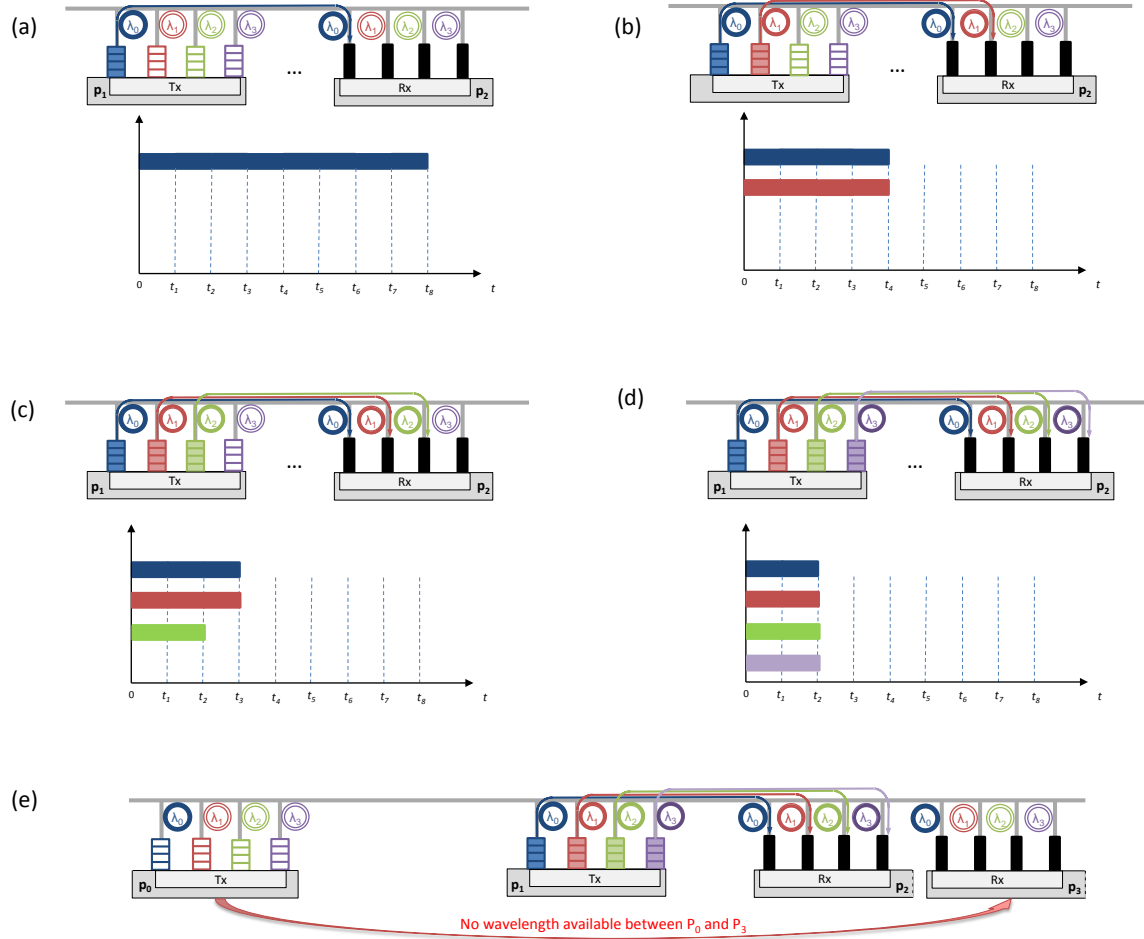 (a)
λ0 λ1 λ2 λ3 ... λ0 λ1 λ2 λ3
p1 Tx Rx p2
0 t1 t2 t3 t4 t5 t6 t7 t8 t
(b)
λ0 λ1 λ2 λ3 ... λ0 λ1 λ2 λ3
Tx Rx p2
0 t1 t2 t3 t4 t5 t6 t7 t8 t
(c)
λ0 λ1 λ2 λ3 ... λ0 λ1 λ2 λ3
p1 Tx Rx p2
0 t1 t2 t3 t4 t5 t6 t7 t8 t
(d)
λ0 λ1 λ2 λ3 ... λ0 λ1 λ2 λ3
p1 Tx Rx p2
0 t1 t2 t3 t4 t5 t6 t7 t8 t
(e)
λ0 λ1 λ2 λ3 λ0 λ1 λ2 λ3 λ0 λ1 λ2 λ3 λ0 λ1 λ2 λ3
p0 Tx p1 Tx Rx p2 Rx p3
No wavelength available between P0 and P3